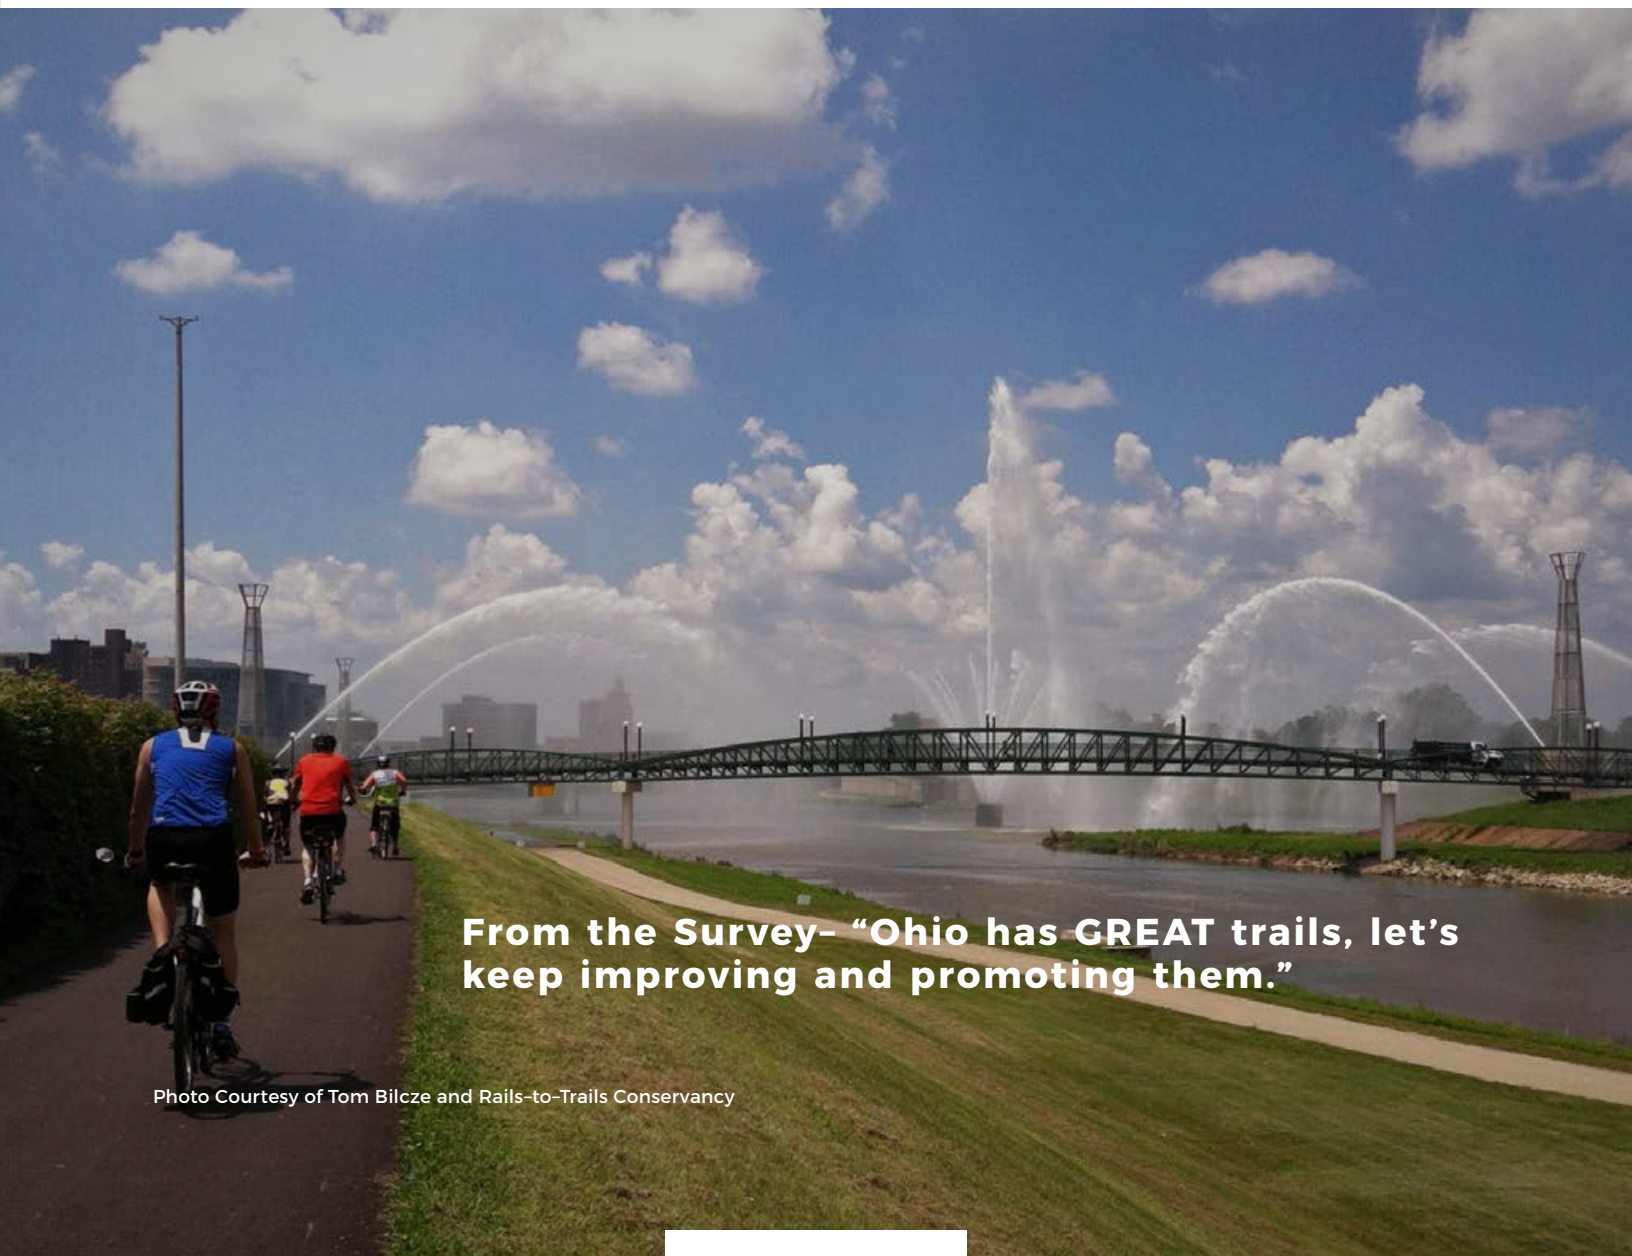 From the Survey– “Ohio has GREAT trails, let’s
keep improving and promoting them.”
Photo Courtesy of Tom Bilcze and Rails–to–Trails Conservancy